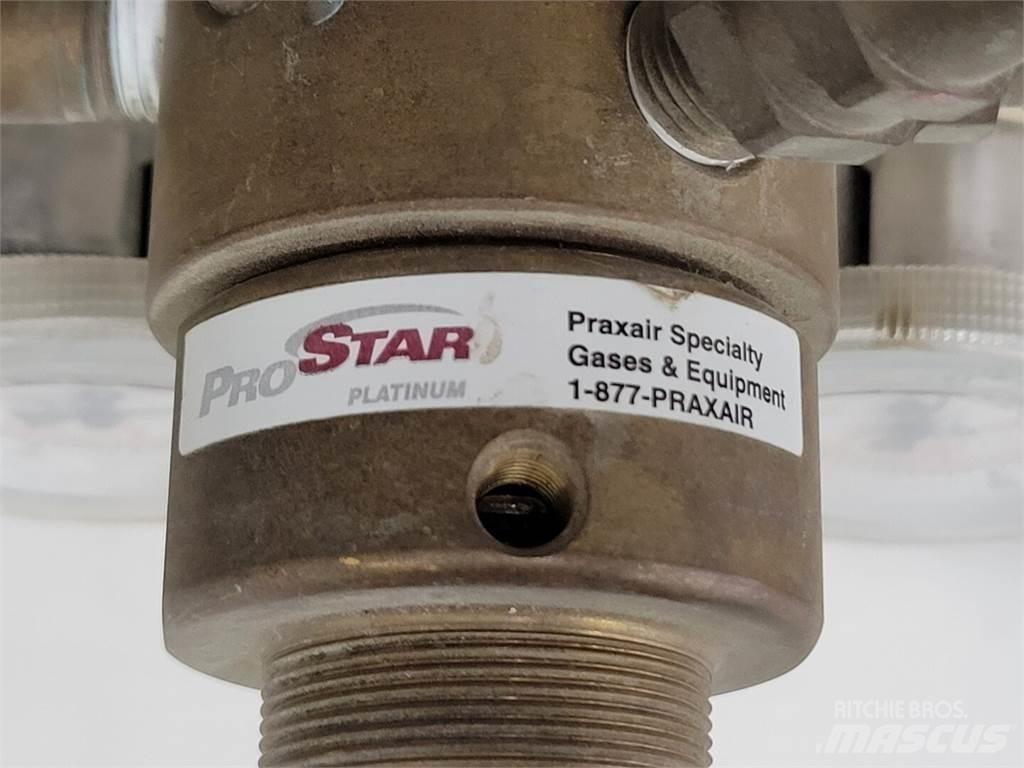 PROSTAR
PLATINUM
Praxair Specialty
Gases & Equipment
1-877-PRAXAIR
RITCHIE BROS.
MASCUS